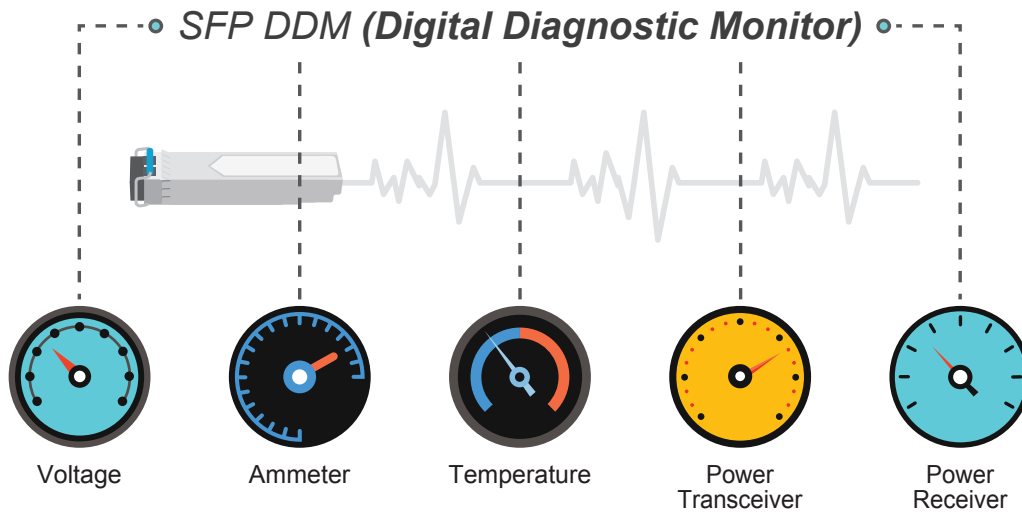 SFP DDM (Digital Diagnostic Monitor)
Voltage
Ammeter
Temperature
Power
Transceiver
Power
Receiver